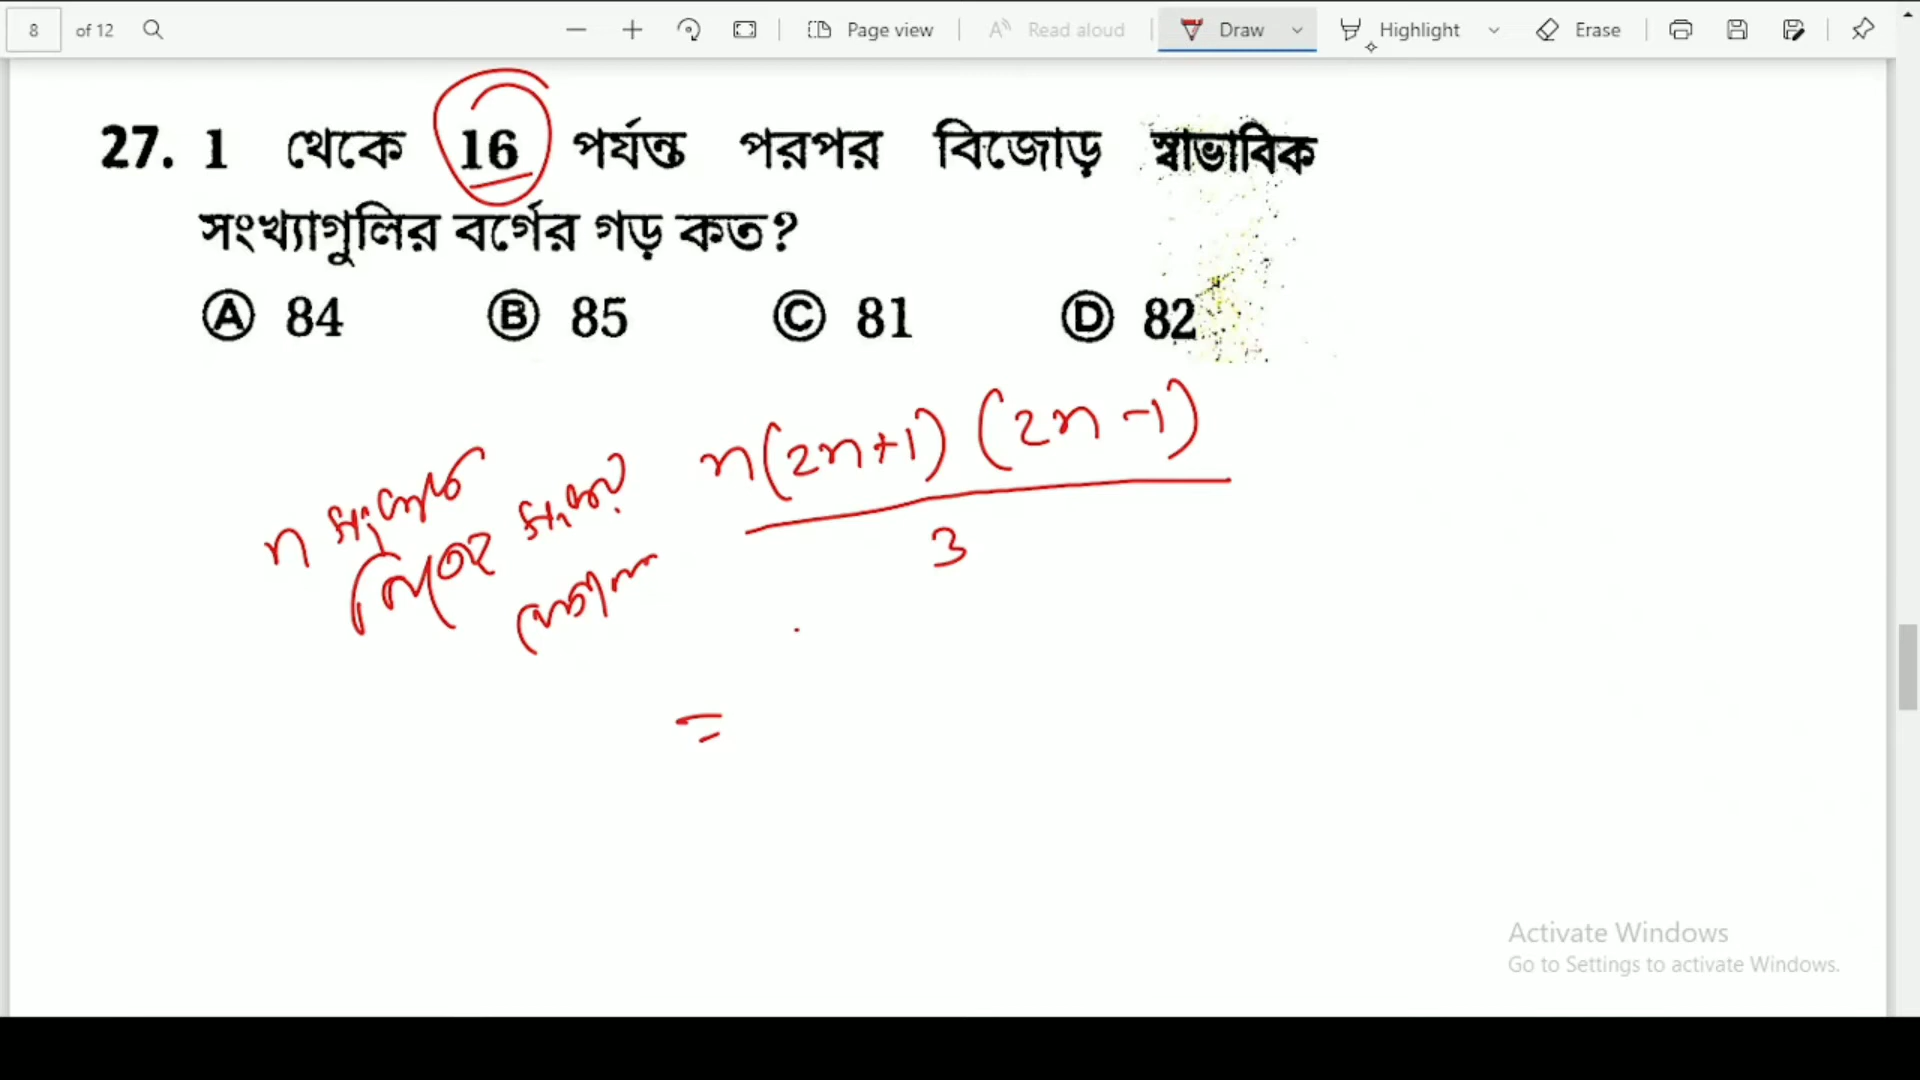 8 of 12 Page view Read aloud Draw Highlight Erase
27. 1 থেকে 16 পর্যন্ত পরপর বিজোড় স্বাভাবিক
সংখ্যাগুলির বর্গের গড় কত?
Ⓐ 84 Ⓑ 85 Ⓒ 81 Ⓓ 82
n(2n+1)(2n-1)
3
n
=
Activate Windows
Go to Settings to activate Windows.